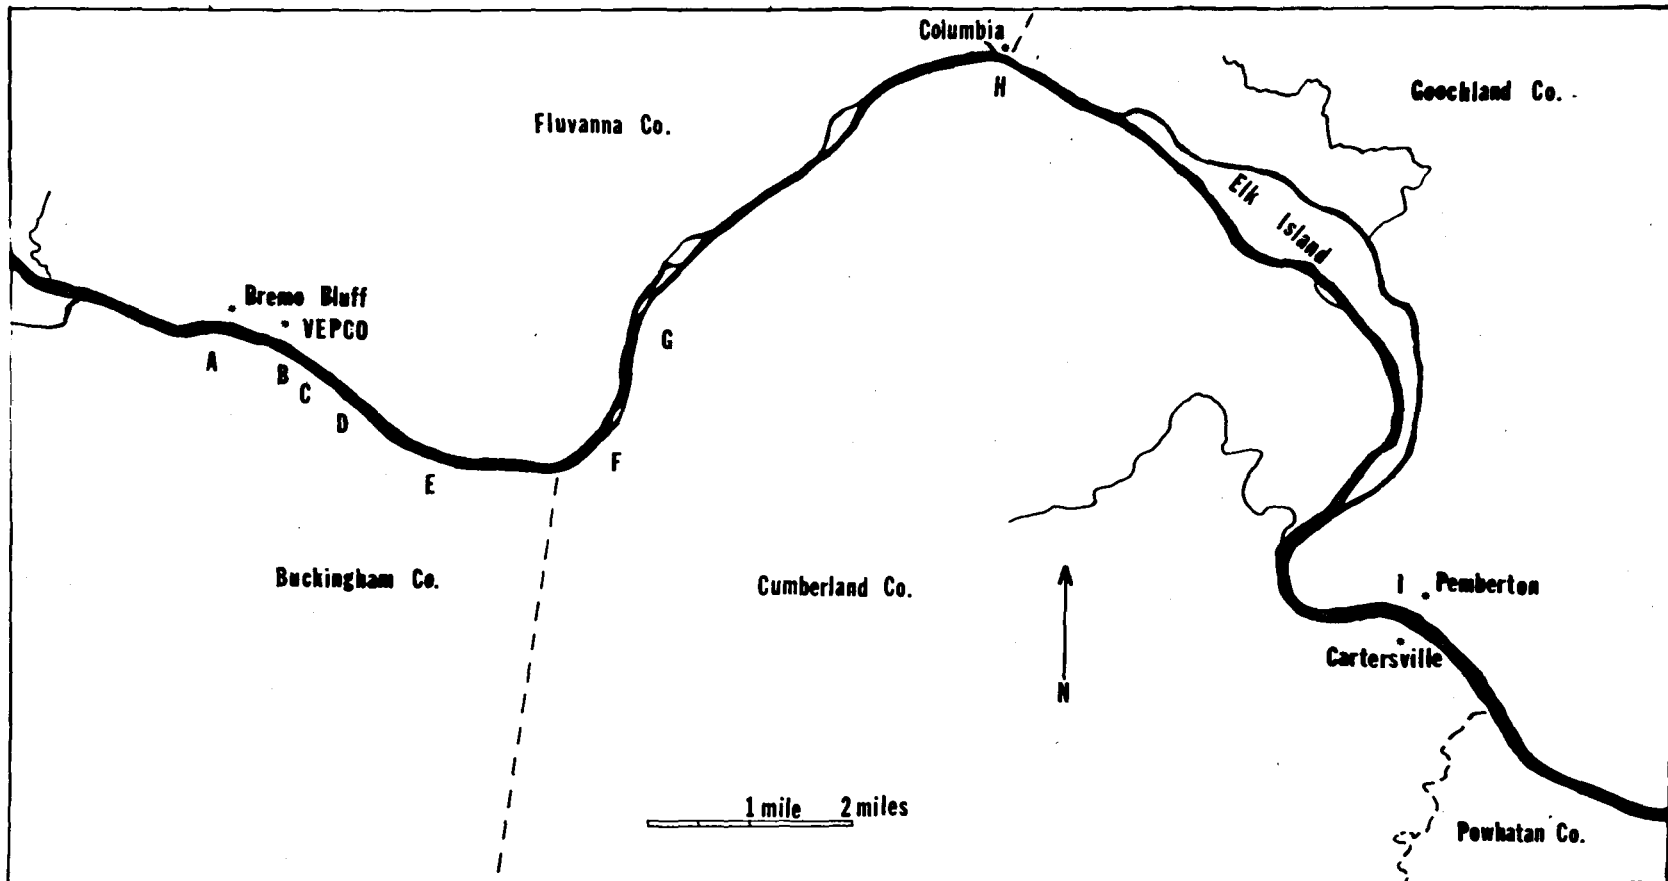 Columbia
H
Goochland Co.
Fluvanna Co.
Elk Island
Bremo Bluff
VEPCO
A
B
C
D
E
F
G
Buckingham Co.
Cumberland Co.
I
Pemberton
Cartersville
N
1 mile 2 miles
Powhatan Co.